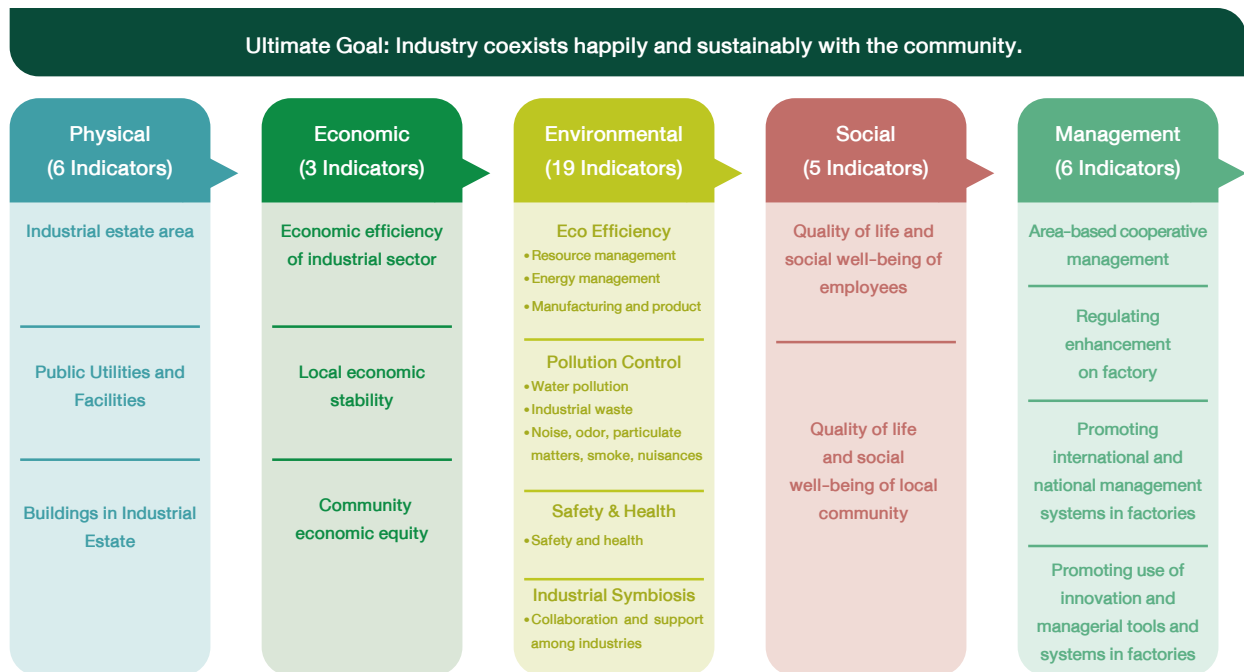 Ultimate Goal: Industry coexists happily and sustainably with the community.
Physical
(6 Indicators)
Industrial estate area
Public Utilities and
Facilities
Buildings in Industrial
Estate
Economic
(3 Indicators)
Economic efficiency
of industrial sector
Local economic
stability
Community
economic equity
Environmental
(19 Indicators)
Eco Efficiency
• Resource management
• Energy management
• Manufacturing and product
Pollution Control
• Water pollution
• Industrial waste
• Noise, odor, particulate
matters, smoke, nuisances
Safety & Health
• Safety and health
Industrial Symbiosis
• Collaboration and support
among industries
Social
(5 Indicators)
Quality of life and
social well-being of
employees
Quality of life
and social
well-being of local
community
Management
(6 Indicators)
Area-based cooperative
management
Regulating
enhancement
on factory
Promoting
international and
national management
systems in factories
Promoting use of
innovation and
managerial tools and
systems in factories